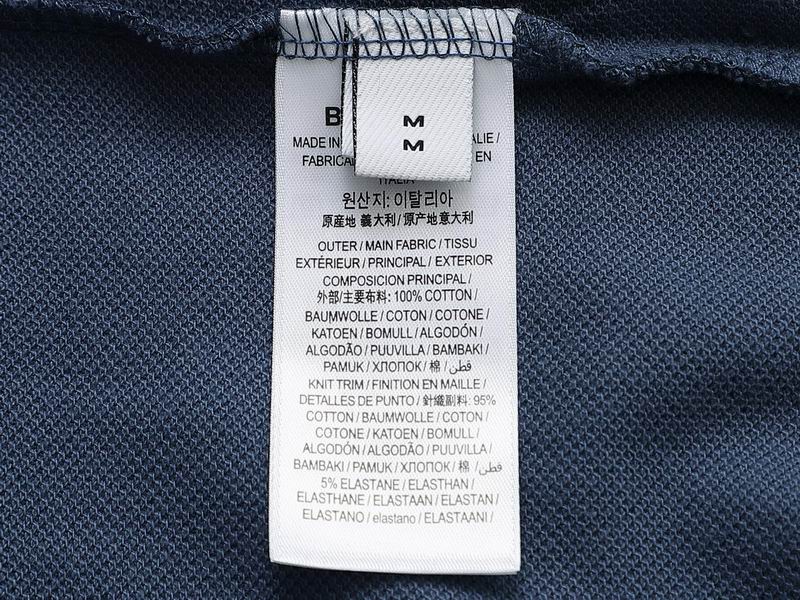 M
M
B
MADE IN ALIE /
EN
ITALIA
원산지: 이탈리아
原産地 義大利 / 原产地 意大利
OUTER / MAIN FABRIC / TISSU
EXTÉRIEUR / PRINCIPAL / EXTERIOR
COMPOSICION PRINCIPAL /
外部/主要布料: 100% COTTON /
BAUMWOLLE / COTON / COTONE /
KATOEN / BOMULL / ALGODÓN /
ALGODÃO / PUUVILLA / BAMBAKI /
PAMUK / ХЛОПОК / 棉 / قطن /
KNIT TRIM / FINITION EN MAILLE /
DETALLES DE PUNTO / 針織副料: 95%
COTTON / BAUMWOLLE / COTON /
COTONE / KATOEN / BOMULL /
ALGODÓN / ALGODÃO / PUUVILLA /
BAMBAKI / PAMUK / ХЛОПОК / 棉 / قطن
5% ELASTANE / ELASTHAN /
ELASTHANE / ELASTAAN / ELASTAN /
ELASTANO / elastano / ELASTAANI /